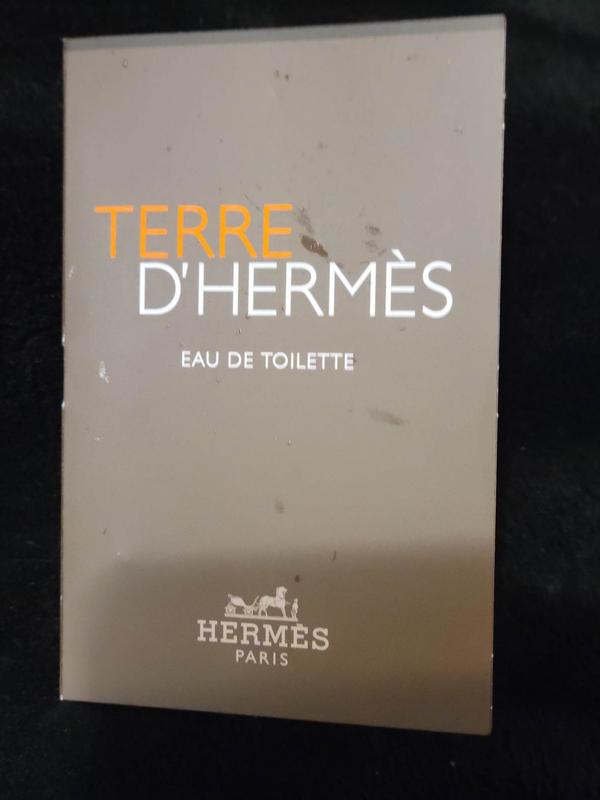 TERRE
D'HERMÈS
EAU DE TOILETTE
HERMÈS
PARIS